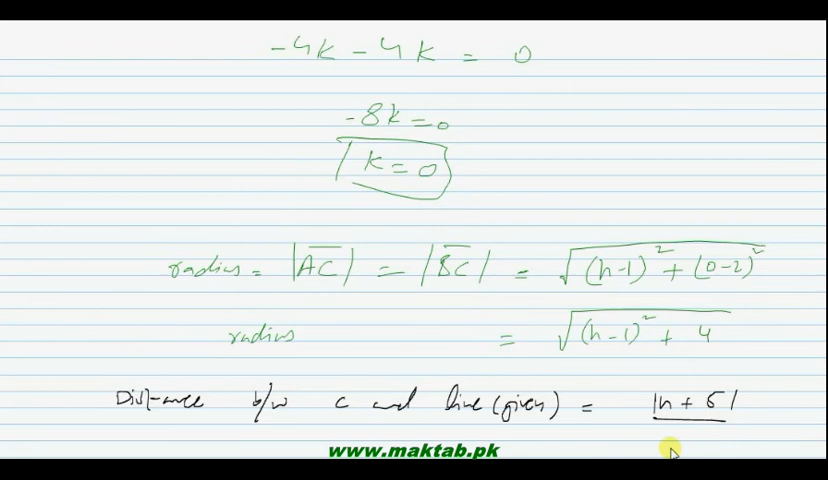 -4k - 4k = 0
-8k = 0
k = 0
radius = |AC| = |BC| = √(h-1)² + (0-2)²
radius = √(h-1)² + 4
Distance b/w c and line (given) = |h + 5|
www.maktab.pk